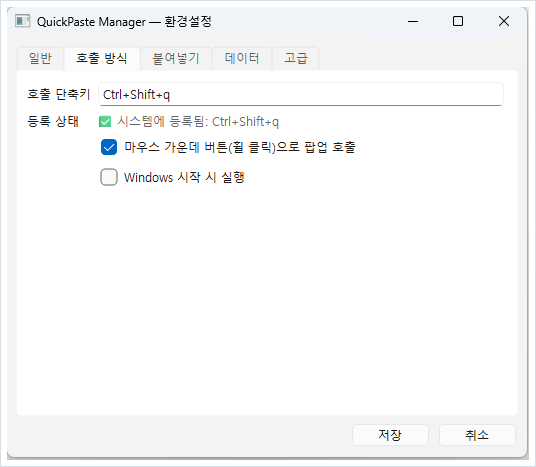 QuickPaste Manager — 환경설정
일반 호출 방식 붙여넣기 데이터 고급
호출 단축키 Ctrl+Shift+q
등록 상태 ✅ 시스템에 등록됨: Ctrl+Shift+q
마우스 가운데 버튼(휠 클릭)으로 팝업 호출
Windows 시작 시 실행
저장 취소